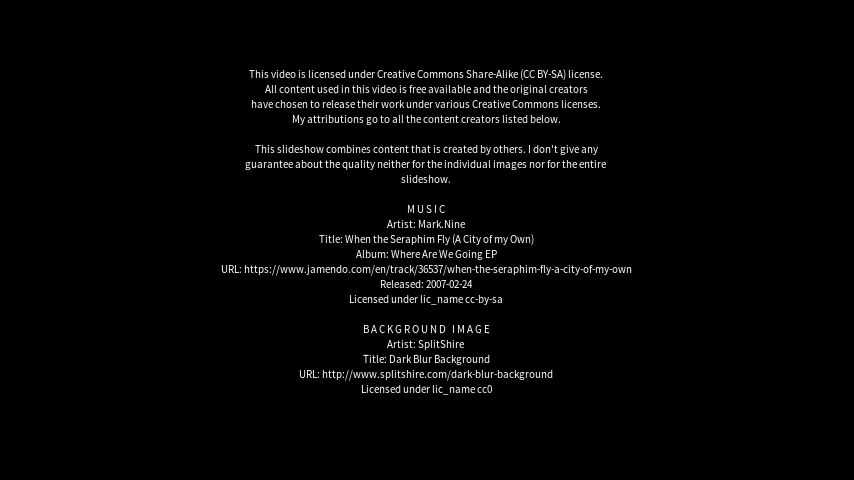 This video is licensed under Creative Commons Share-Alike (CC BY-SA) license.
All content used in this video is free available and the original creators
have chosen to release their work under various Creative Commons licenses.
My attributions go to all the content creators listed below.
This slideshow combines content that is created by others. I don't give any
guarantee about the quality neither for the individual images nor for the entire
slideshow.
MUSIC
Artist: Mark.Nine
Title: When the Seraphim Fly (A City of my Own)
Album: Where Are We Going EP
URL: https://www.jamendo.com/en/track/36537/when-the-seraphim-fly-a-city-of-my-own
Released: 2007-02-24
Licensed under lic_name cc-by-sa
BACKGROUND IMAGE
Artist: SplitShire
Title: Dark Blur Background
URL: http://www.splitshire.com/dark-blur-background
Licensed under lic_name cc0